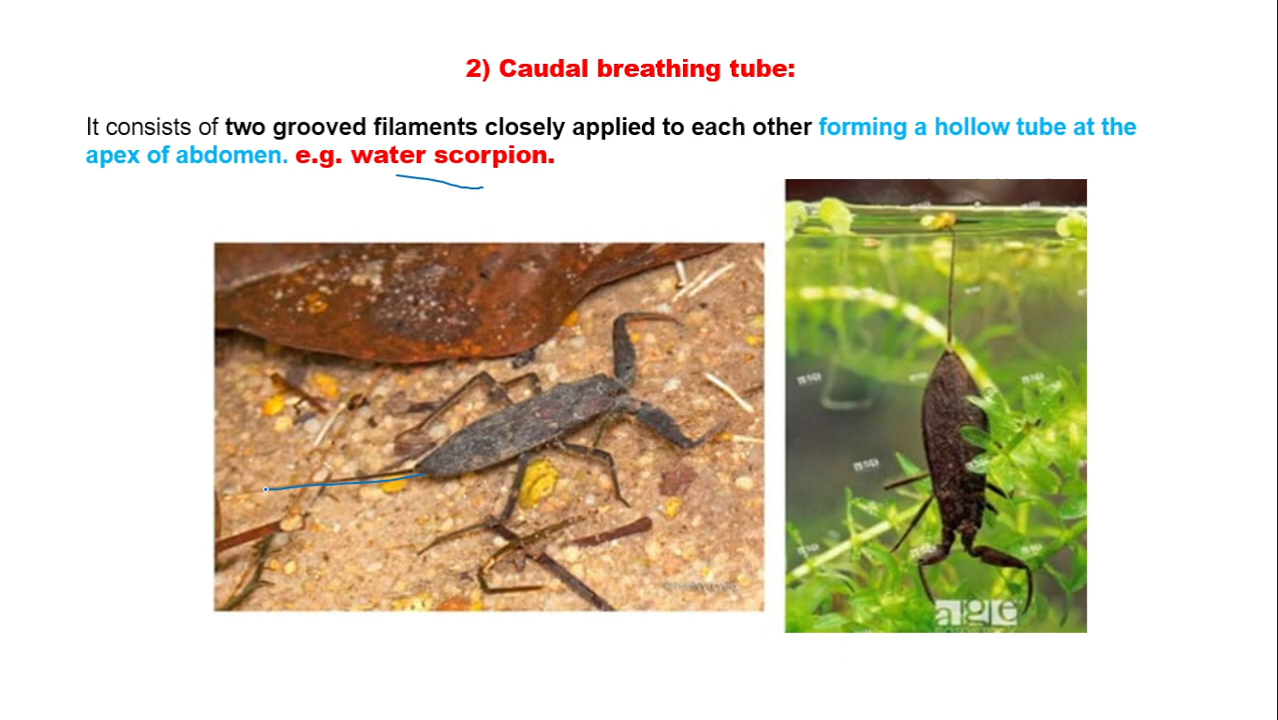 2) Caudal breathing tube:
It consists of two grooved filaments closely applied to each other forming a hollow tube at the
apex of abdomen. e.g. water scorpion.
age